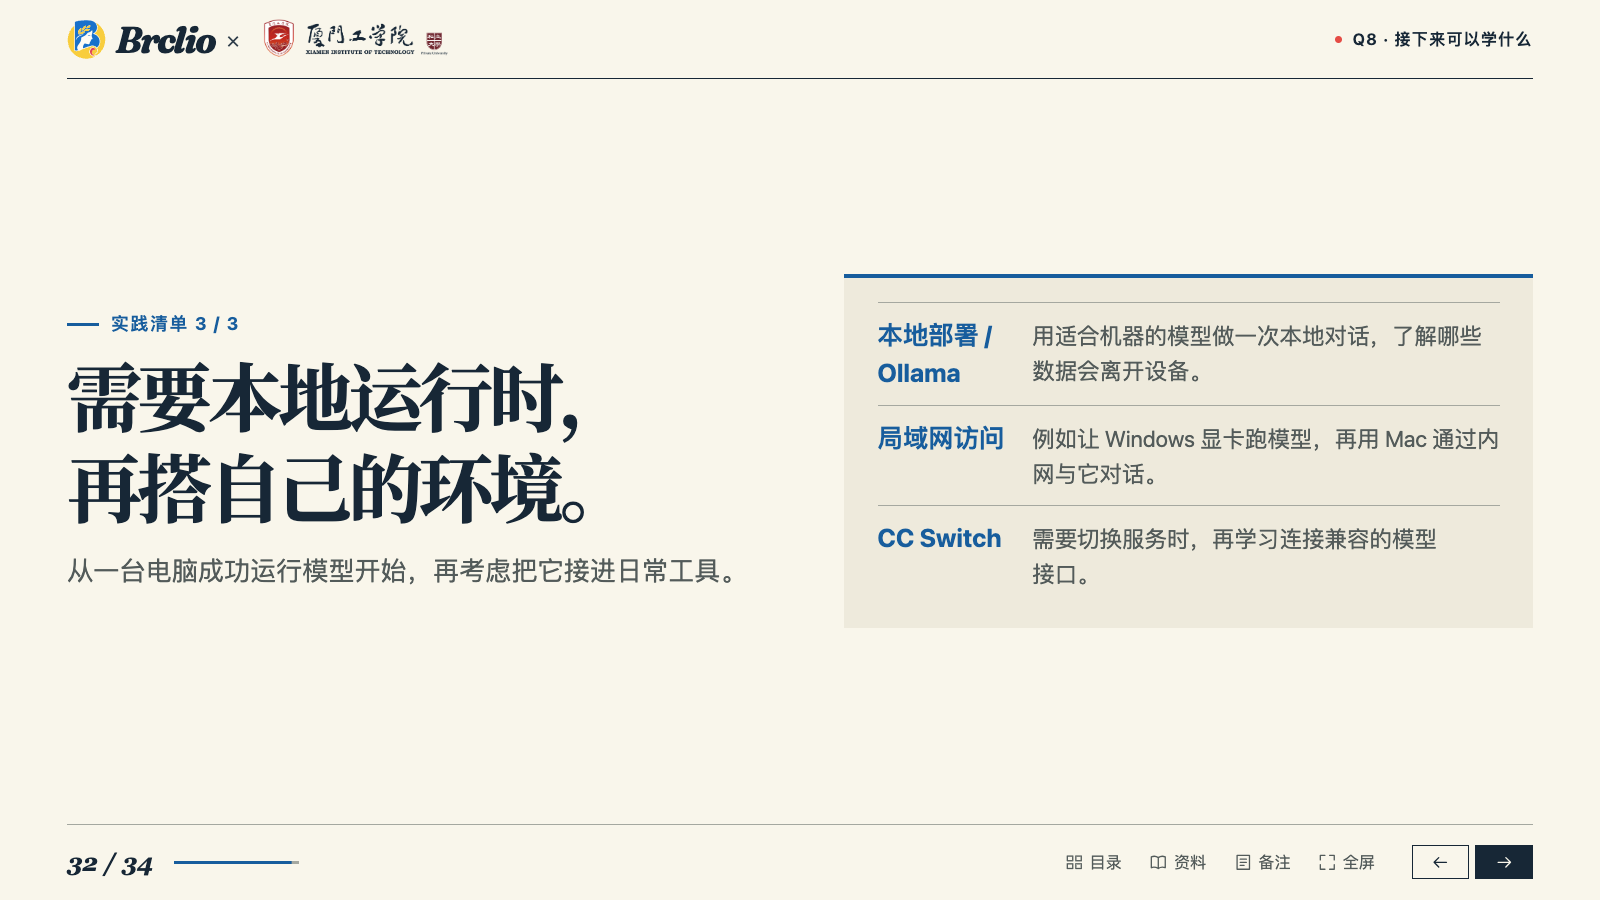 Brclio ×
厦门工学院
XIAMEN INSTITUTE OF TECHNOLOGY
Q8 · 接下来可以学什么
实践清单 3 / 3
需要本地运行时，
再搭自己的环境。
从一台电脑成功运行模型开始，再考虑把它接进日常工具。
本地部署 /
Ollama
用适合机器的模型做一次本地对话，了解哪些
数据会离开设备。
局域网访问
例如让 Windows 显卡跑模型，再用 Mac 通过内
网与它对话。
CC Switch
需要切换服务时，再学习连接兼容的模型
接口。
32 / 34
目录
资料
备注
全屏
← →